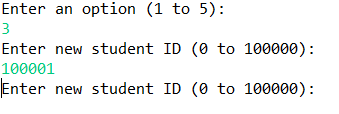 Enter an option (1 to 5):
3
Enter new student ID (0 to 100000):
100001
Enter new student ID (0 to 100000):